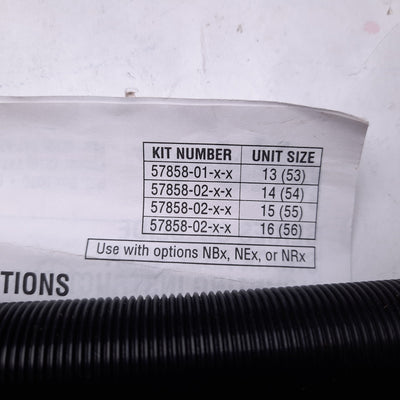 KIT NUMBER UNIT SIZE
57858-01-x-x 13 (53)
57858-02-x-x 14 (54)
57858-02-x-x 15 (55)
57858-02-x-x 16 (56)
Use with options NBx, NEx, or NRx
TIONS